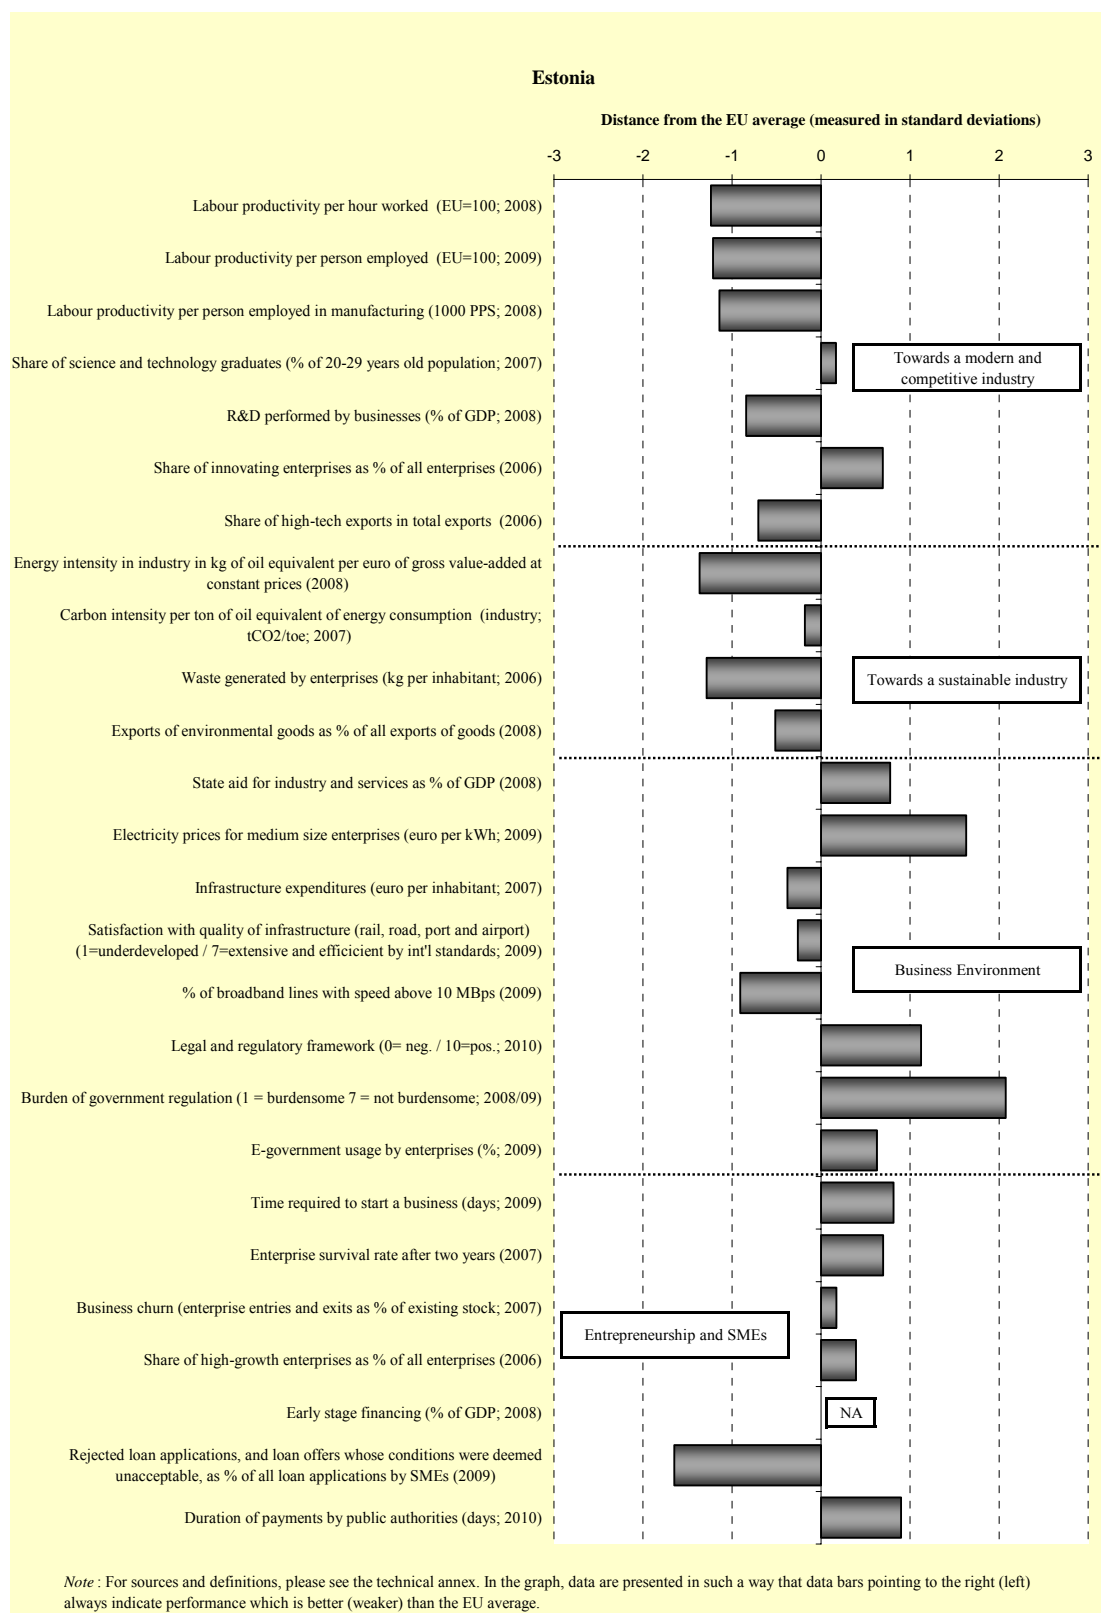 Estonia
Distance from the EU average (measured in standard deviations)
-3 -2 -1 0 1 2 3
Labour productivity per hour worked (EU=100; 2008)
Labour productivity per person employed (EU=100; 2009)
Labour productivity per person employed in manufacturing (1000 PPS; 2008)
Share of science and technology graduates (% of 20-29 years old population; 2007)
Towards a modern and
competitive industry
R&D performed by businesses (% of GDP; 2008)
Share of innovating enterprises as % of all enterprises (2006)
Share of high-tech exports in total exports (2006)
Energy intensity in industry in kg of oil equivalent per euro of gross value-added at
constant prices (2008)
Carbon intensity per ton of oil equivalent of energy consumption (industry;
tCO2/toe; 2007)
Waste generated by enterprises (kg per inhabitant; 2006)
Towards a sustainable industry
Exports of environmental goods as % of all exports of goods (2008)
State aid for industry and services as % of GDP (2008)
Electricity prices for medium size enterprises (euro per kWh; 2009)
Infrastructure expenditures (euro per inhabitant; 2007)
Satisfaction with quality of infrastructure (rail, road, port and airport)
(1=underdeveloped / 7=extensive and efficicient by int'l standards; 2009)
Business Environment
% of broadband lines with speed above 10 MBps (2009)
Legal and regulatory framework (0= neg. / 10=pos.; 2010)
Burden of government regulation (1 = burdensome 7 = not burdensome; 2008/09)
E-government usage by enterprises (%; 2009)
Time required to start a business (days; 2009)
Enterprise survival rate after two years (2007)
Business churn (enterprise entries and exits as % of existing stock; 2007)
Entrepreneurship and SMEs
Share of high-growth enterprises as % of all enterprises (2006)
Early stage financing (% of GDP; 2008)
NA
Rejected loan applications, and loan offers whose conditions were deemed
unacceptable, as % of all loan applications by SMEs (2009)
Duration of payments by public authorities (days; 2010)
Note : For sources and definitions, please see the technical annex. In the graph, data are presented in such a way that data bars pointing to the right (left)
always indicate performance which is better (weaker) than the EU average.